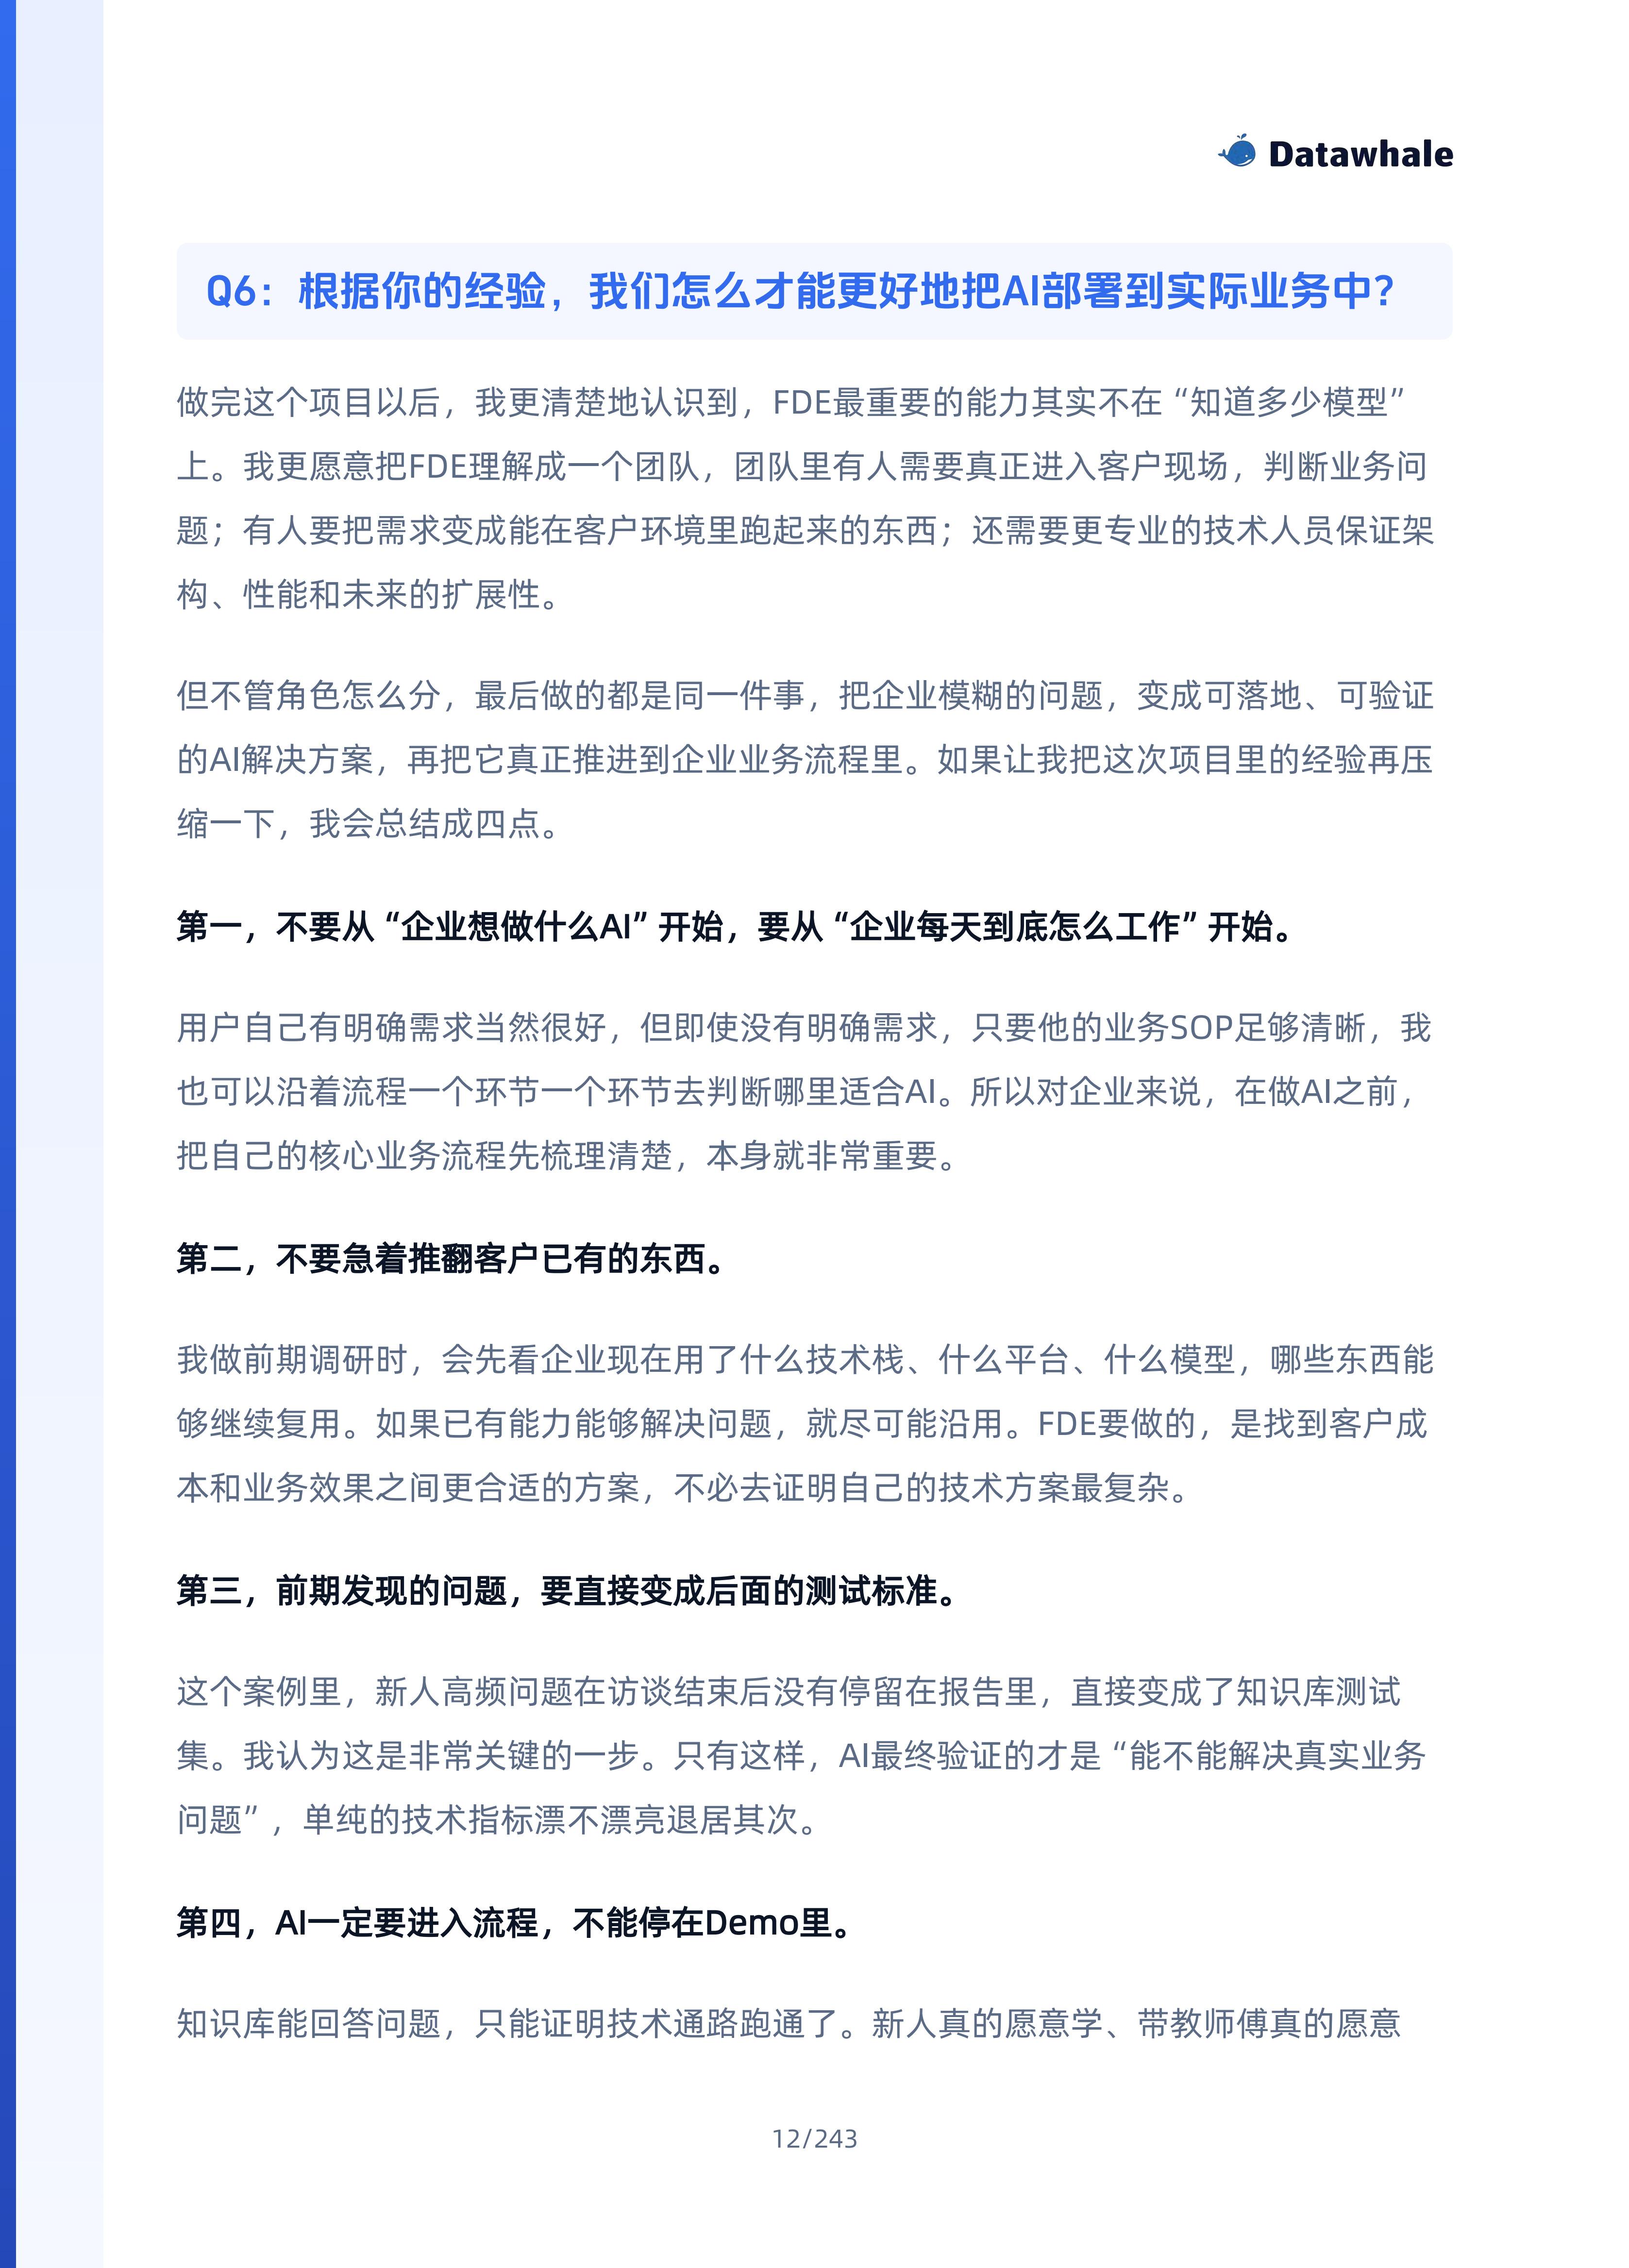 Datawhale
Q6：根据你的经验，我们怎么才能更好地把AI部署到实际业务中？
做完这个项目以后，我更清楚地认识到，FDE最重要的能力其实不在“知道多少模型”
上。我更愿意把FDE理解成一个团队，团队里有人需要真正进入客户现场，判断业务问
题；有人要把需求变成能在客户环境里跑起来的东西；还需要更专业的技术人员保证架
构、性能和未来的扩展性。
但不管角色怎么分，最后做的都是同一件事，把企业模糊的问题，变成可落地、可验证
的AI解决方案，再把它真正推进到企业业务流程里。如果让我把这次项目里的经验再压
缩一下，我会总结成四点。
第一，不要从“企业想做什么AI”开始，要从“企业每天到底怎么工作”开始。
用户自己有明确需求当然很好，但即使没有明确需求，只要他的业务SOP足够清晰，我
也可以沿着流程一个环节一个环节去判断哪里适合AI。所以对企业来说，在做AI之前，
把自己的核心业务流程先梳理清楚，本身就非常重要。
第二，不要急着推翻客户已有的东西。
我做前期调研时，会先看企业现在用了什么技术栈、什么平台、什么模型，哪些东西能
够继续复用。如果已有能力能够解决问题，就尽可能沿用。FDE要做的，是找到客户成
本和业务效果之间更合适的方案，不必去证明自己的技术方案最复杂。
第三，前期发现的问题，要直接变成后面的测试标准。
这个案例里，新人高频问题在访谈结束后没有停留在报告里，直接变成了知识库测试
集。我认为这是非常关键的一步。只有这样，AI最终验证的才是“能不能解决真实业务
问题”，单纯的技术指标漂不漂亮退居其次。
第四，AI一定要进入流程，不能停在Demo里。
知识库能回答问题，只能证明技术通路跑通了。新人真的愿意学、带教师傅真的愿意
12/243